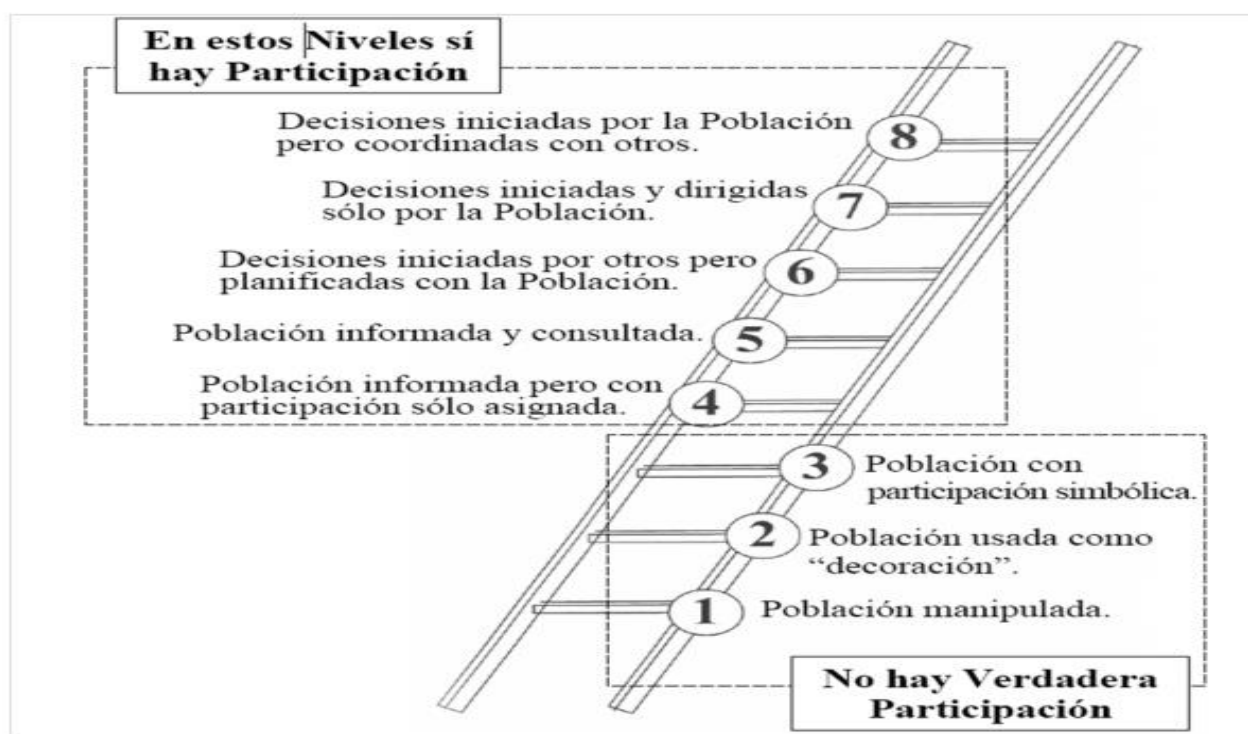 En estos Niveles sí
hay Participación
Decisiones iniciadas por la Población
pero coordinadas con otros.
8
Decisiones iniciadas y dirigidas
sólo por la Población.
7
Decisiones iniciadas por otros pero
planificadas con la Población.
6
Población informada y consultada.
5
Población informada pero con
participación sólo asignada.
4
3
Población con
participación simbólica.
2
Población usada como
“decoración”.
1
Población manipulada.
No hay Verdadera
Participación